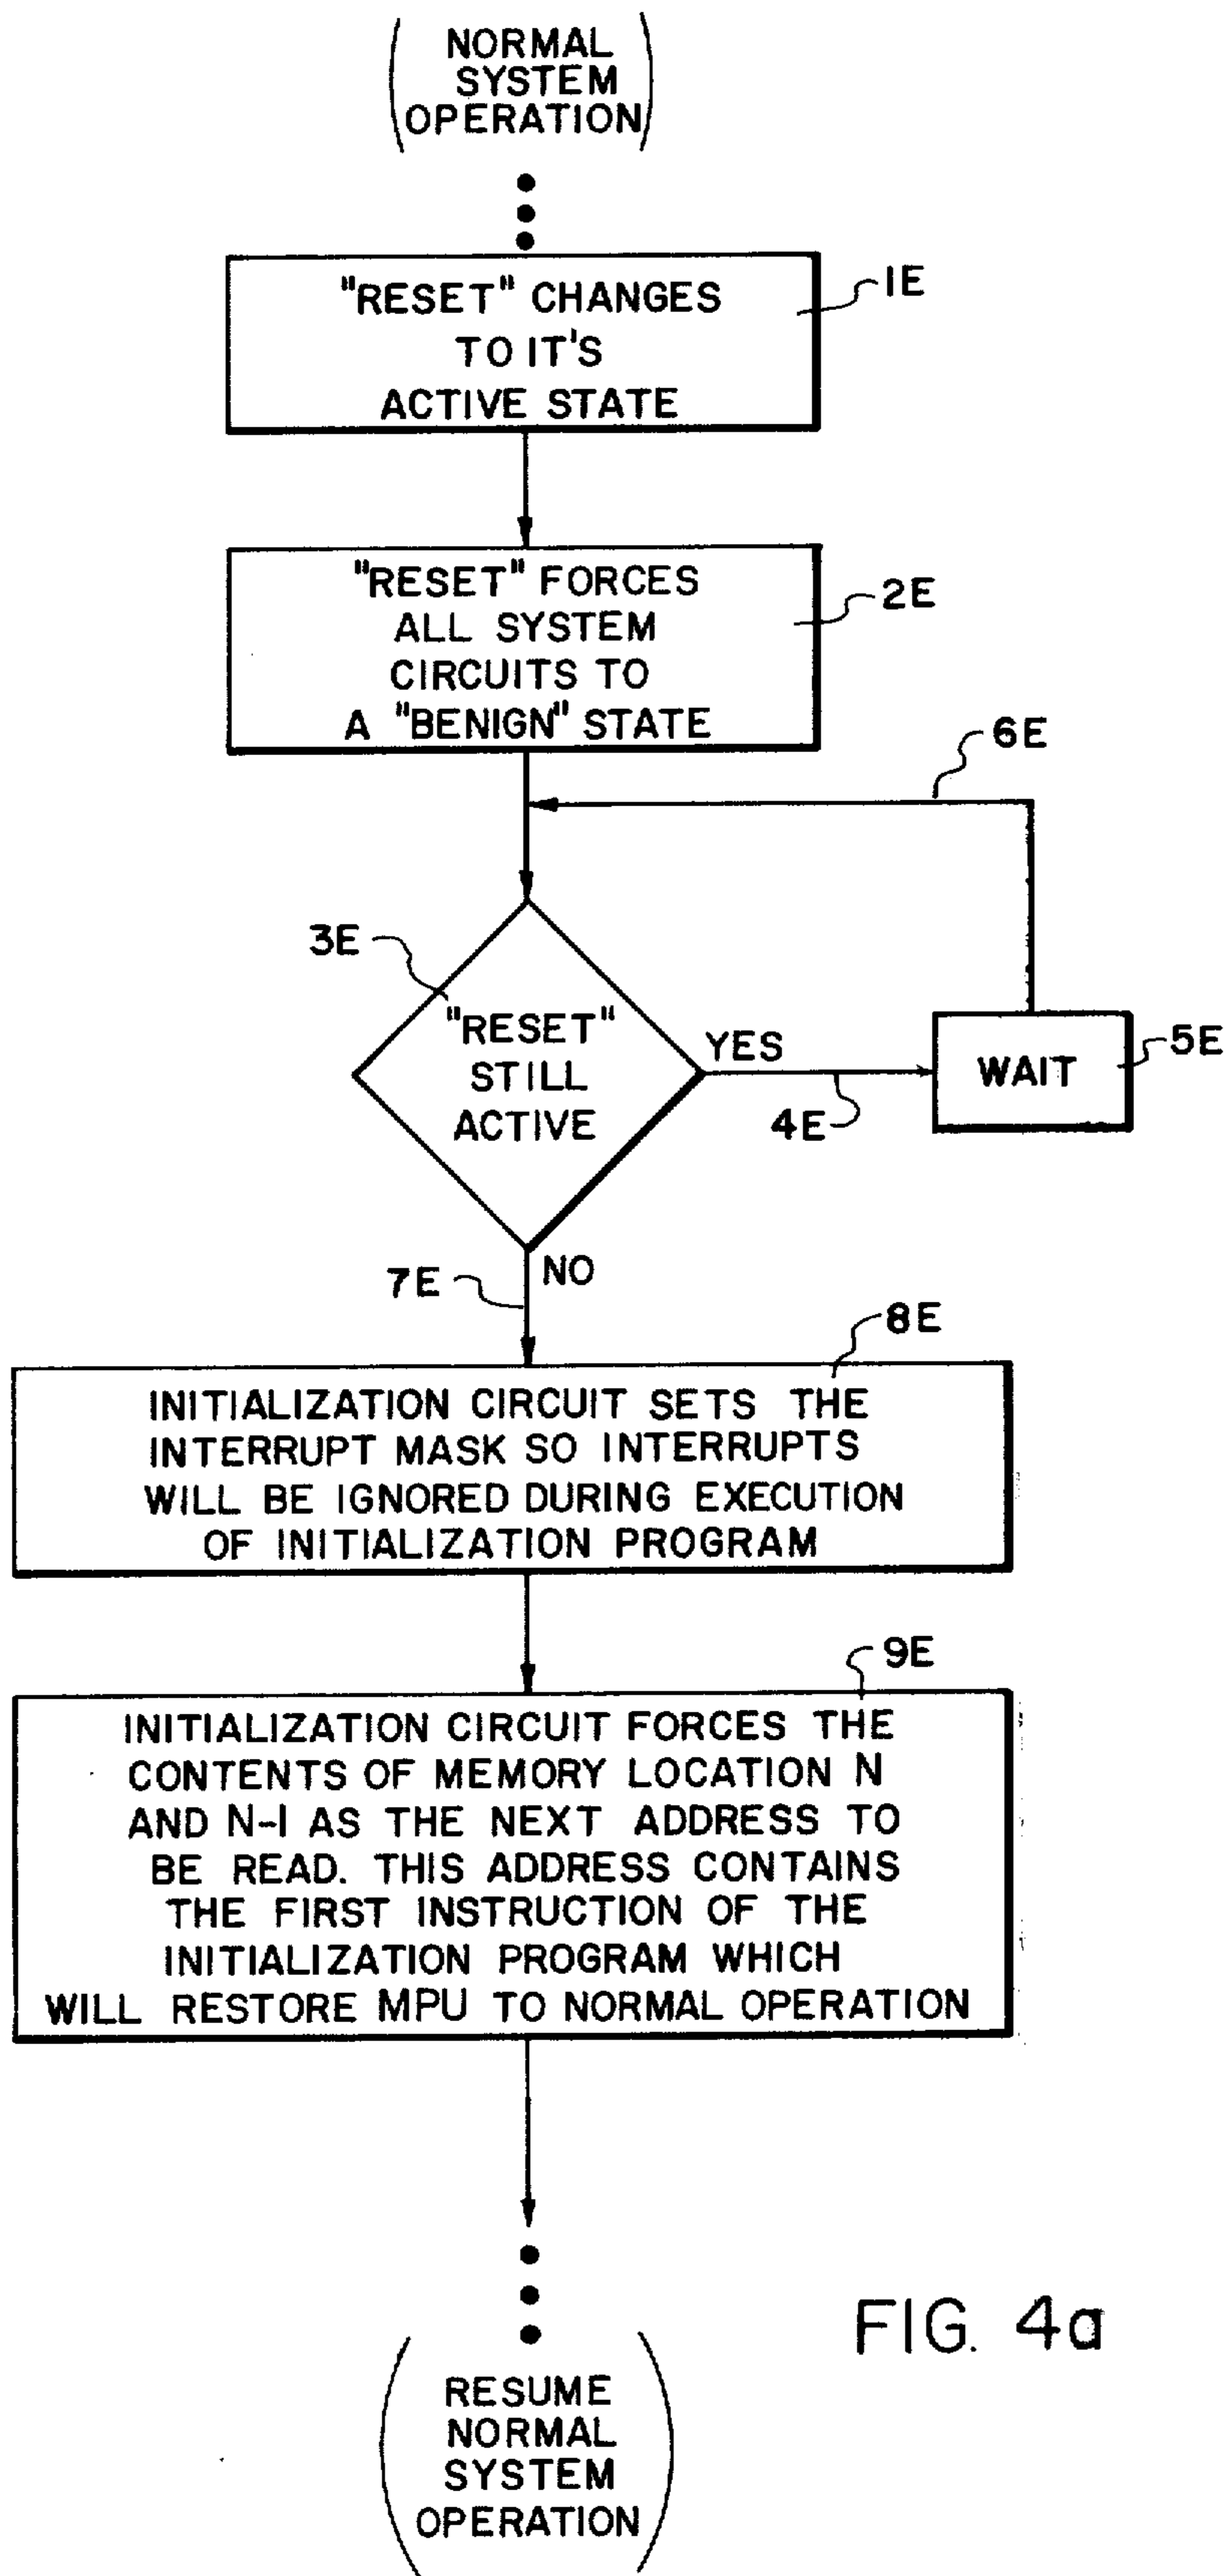 NORMAL
SYSTEM
OPERATION
"RESET" CHANGES
TO IT'S
ACTIVE STATE
1E
"RESET" FORCES
ALL SYSTEM
CIRCUITS TO
A "BENIGN" STATE
2E
6E
3E
"RESET"
STILL
ACTIVE
YES
4E
WAIT
5E
7E
NO
8E
INITIALIZATION CIRCUIT SETS THE
INTERRUPT MASK SO INTERRUPTS
WILL BE IGNORED DURING EXECUTION
OF INITIALIZATION PROGRAM
9E
INITIALIZATION CIRCUIT FORCES THE
CONTENTS OF MEMORY LOCATION N
AND N-1 AS THE NEXT ADDRESS TO
BE READ. THIS ADDRESS CONTAINS
THE FIRST INSTRUCTION OF THE
INITIALIZATION PROGRAM WHICH
WILL RESTORE MPU TO NORMAL OPERATION
FIG. 4a
RESUME
NORMAL
SYSTEM
OPERATION